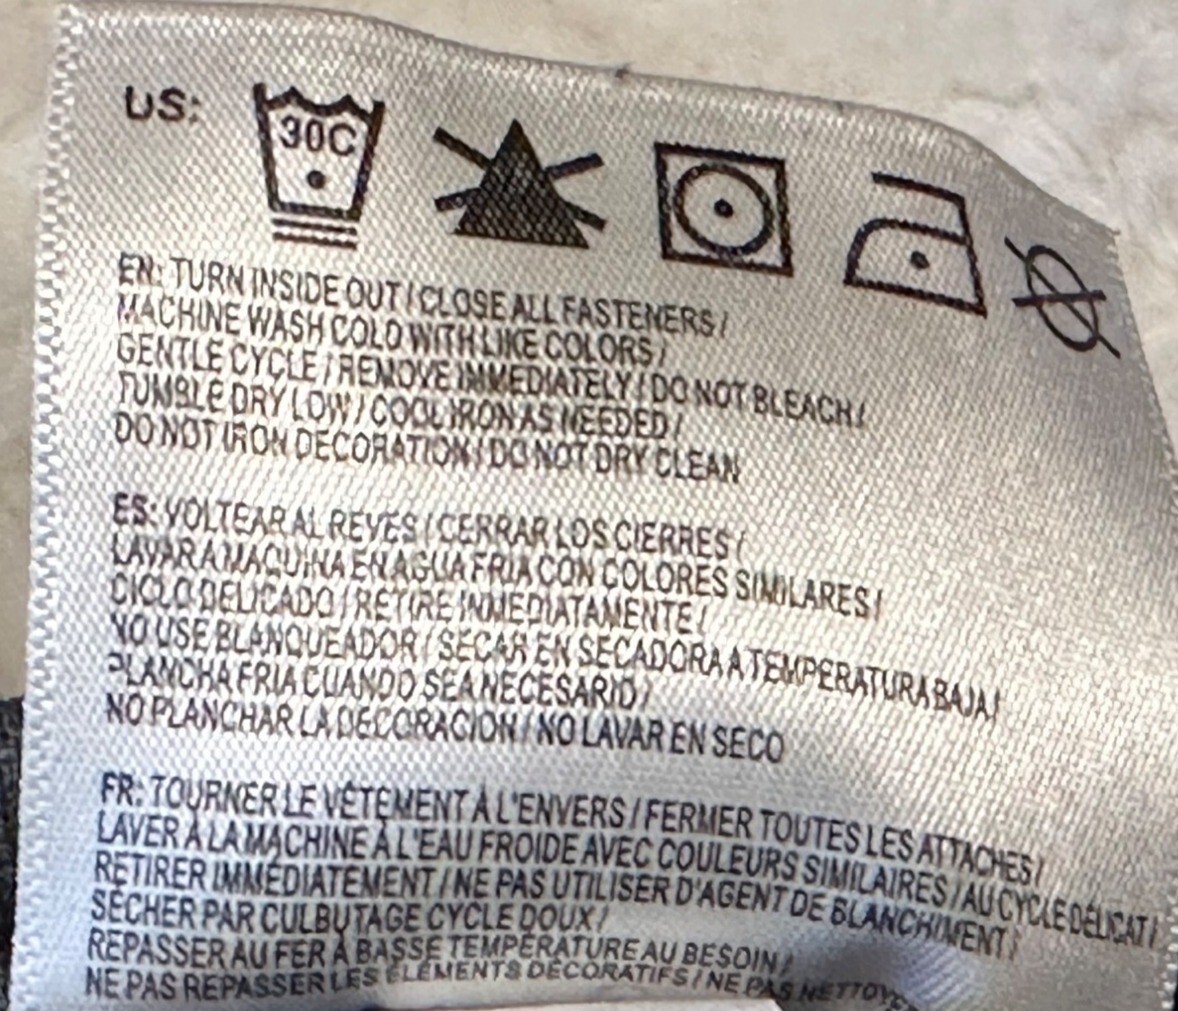 US:
30C
EN: TURN INSIDE OUT / CLOSE ALL FASTENERS /
MACHINE WASH COLD WITH LIKE COLORS /
GENTLE CYCLE / REMOVE IMMEDIATELY / DO NOT BLEACH /
TUMBLE DRY LOW / COOL IRON AS NEEDED /
DO NOT IRON DECORATION / DO NOT DRY CLEAN
ES: VOLTEAR AL REVES / CERRAR LOS CIERRES /
LAVAR A MAQUINA EN AGUA FRIA CON COLORES SIMILARES /
CICLO DELICADO / RETIRE INMEDIATAMENTE /
NO USE BLANQUEADOR / SECAR EN SECADORA A TEMPERATURA BAJA /
PLANCHA FRIA CUANDO SEA NECESARIO /
NO PLANCHAR LA DECORACION / NO LAVAR EN SECO
FR: TOURNER LE VÊTEMENT À L'ENVERS / FERMER TOUTES LES ATTACHES /
LAVER À LA MACHINE À L'EAU FROIDE AVEC COULEURS SIMILAIRES / AU CYCLE DÉLICAT /
RETIRER IMMÉDIATEMENT / NE PAS UTILISER D'AGENT DE BLANCHIMENT /
SÉCHER PAR CULBUTAGE CYCLE DOUX /
REPASSER AU FER À BASSE TEMPÉRATURE AU BESOIN /
NE PAS REPASSER LES ÉLÉMENTS DÉCORATIFS / NE PAS